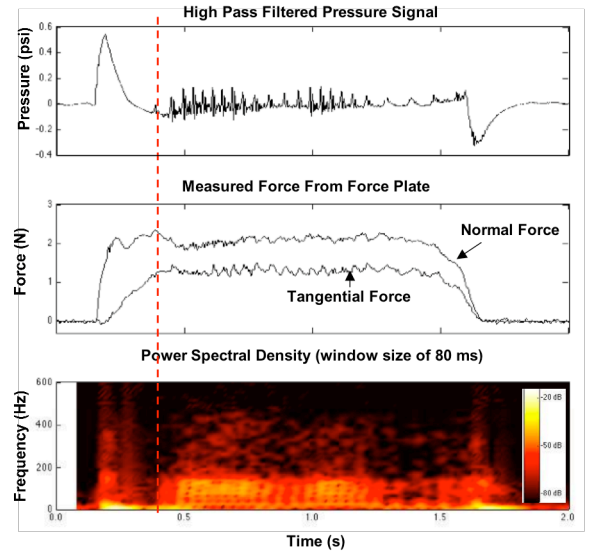 High Pass Filtered Pressure Signal
Pressure (psi)
0.6
0.4
0.2
0
-0.2
-0.4
Measured Force From Force Plate
Force (N)
3
2
1
0
Normal Force
Tangential Force
Power Spectral Density (window size of 80 ms)
Frequency (Hz)
600
400
200
0
-20 dB
-50 dB
-80 dB
0.0
0.5
1.0
1.5
2.0
Time (s)